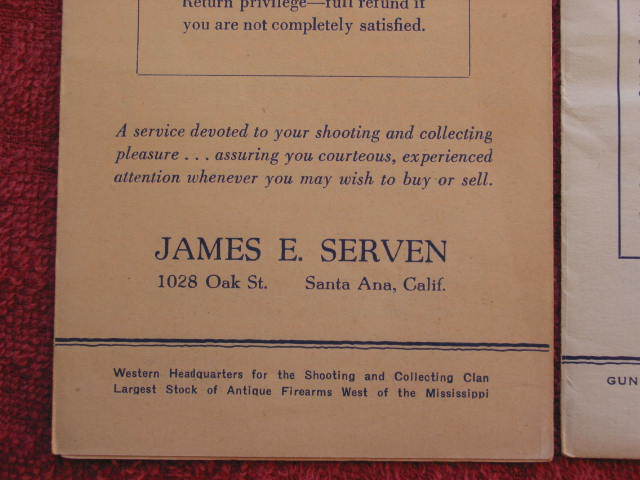 Return privilege—full refund if
you are not completely satisfied.
A service devoted to your shooting and collecting
pleasure . . . assuring you courteous, experienced
attention whenever you may wish to buy or sell.
JAMES E. SERVEN
1028 Oak St. Santa Ana, Calif.
Western Headquarters for the Shooting and Collecting Clan
Largest Stock of Antique Firearms West of the Mississippi
GUN